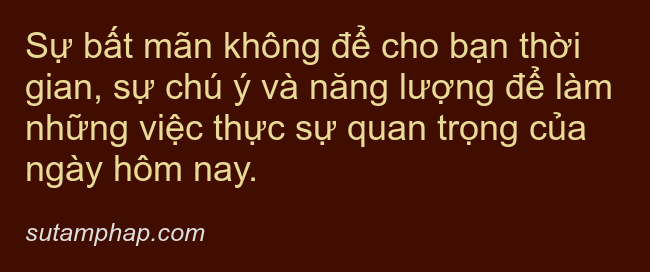 Sự bất mãn không để cho bạn thời
gian, sự chú ý và năng lượng để làm
những việc thực sự quan trọng của
ngày hôm nay.
sutamphap.com